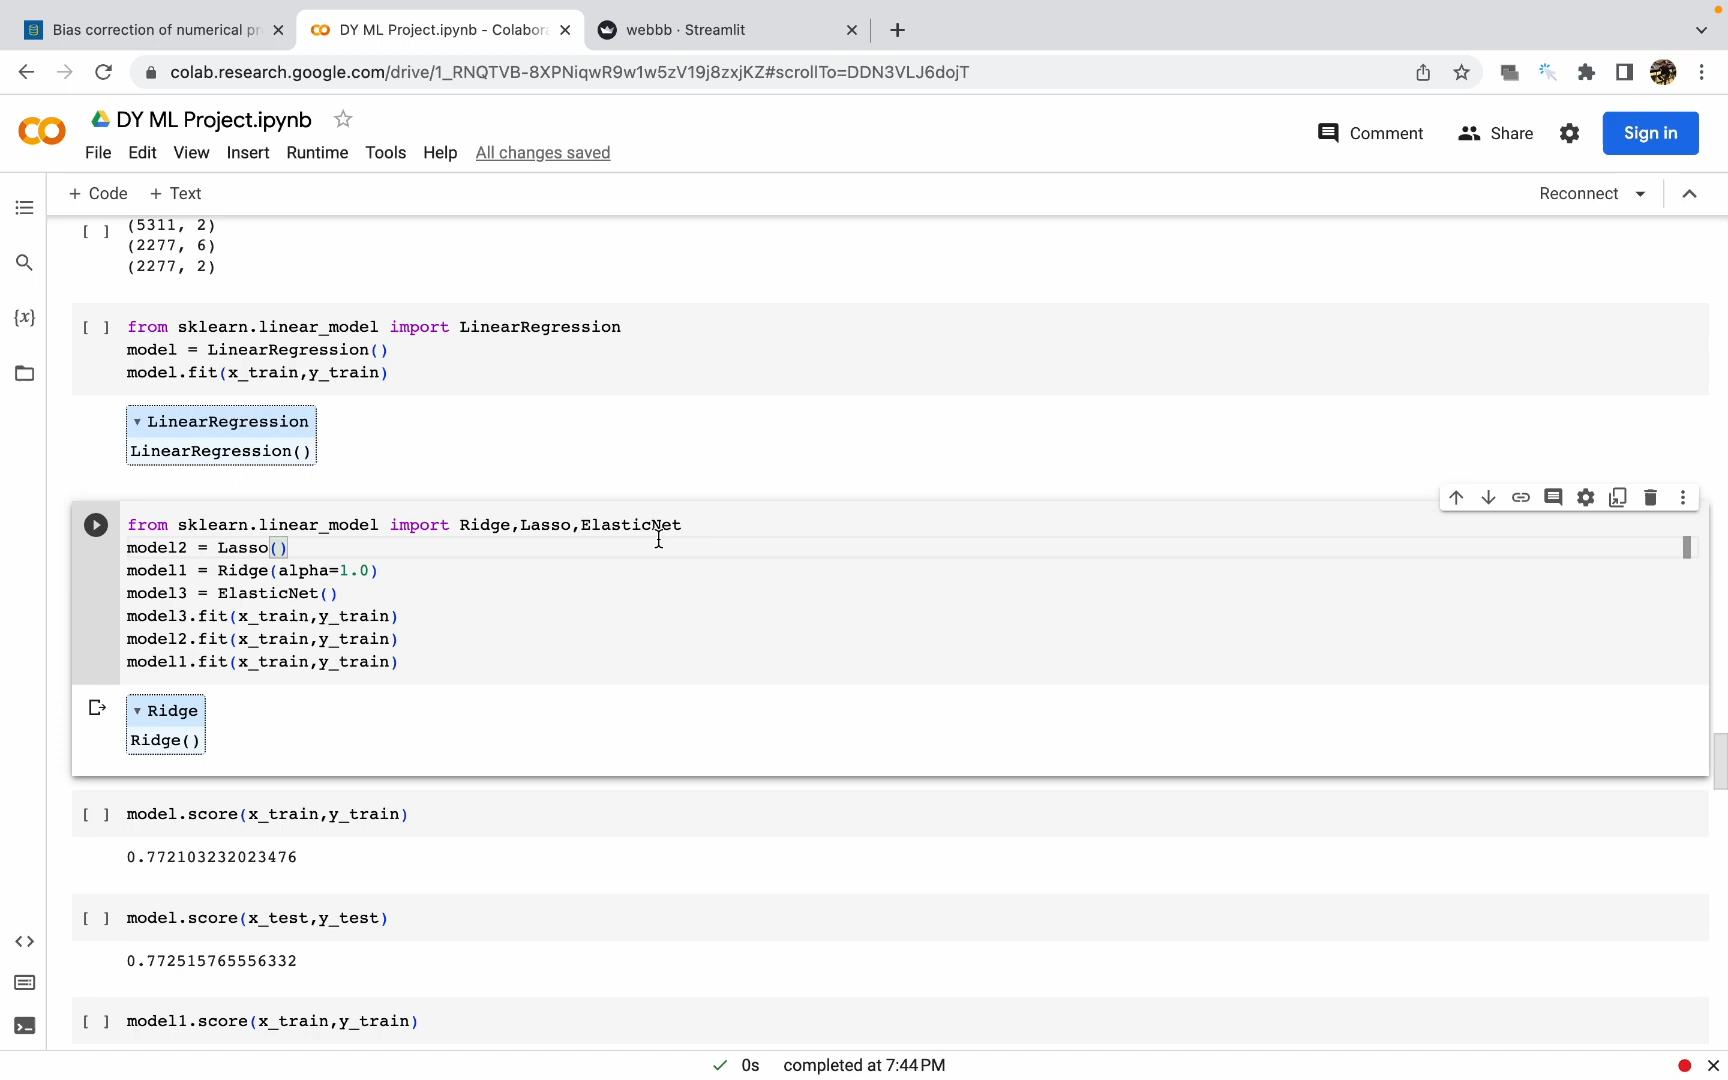 Bias correction of numerical pr
DY ML Project.ipynb - Colabora
webbb · Streamlit
colab.research.google.com/drive/1_RNQTVB-8XPNiqwR9w1w5zV19j8zxjKZ#scrollTo=DDN3VLJ6dojT
DY ML Project.ipynb
Comment
Share
Sign in
File Edit View Insert Runtime Tools Help All changes saved
+ Code + Text
Reconnect
[ ] (5311, 2)
(2277, 6)
(2277, 2)
[ ] from sklearn.linear_model import LinearRegression
model = LinearRegression()
model.fit(x_train,y_train)
▾ LinearRegression
LinearRegression()
from sklearn.linear_model import Ridge,Lasso,ElasticNet
model2 = Lasso()
model1 = Ridge(alpha=1.0)
model3 = ElasticNet()
model3.fit(x_train,y_train)
model2.fit(x_train,y_train)
model1.fit(x_train,y_train)
▾ Ridge
Ridge()
[ ] model.score(x_train,y_train)
0.772103232023476
[ ] model.score(x_test,y_test)
0.772515765556332
[ ] model1.score(x_train,y_train)
0s completed at 7:44 PM